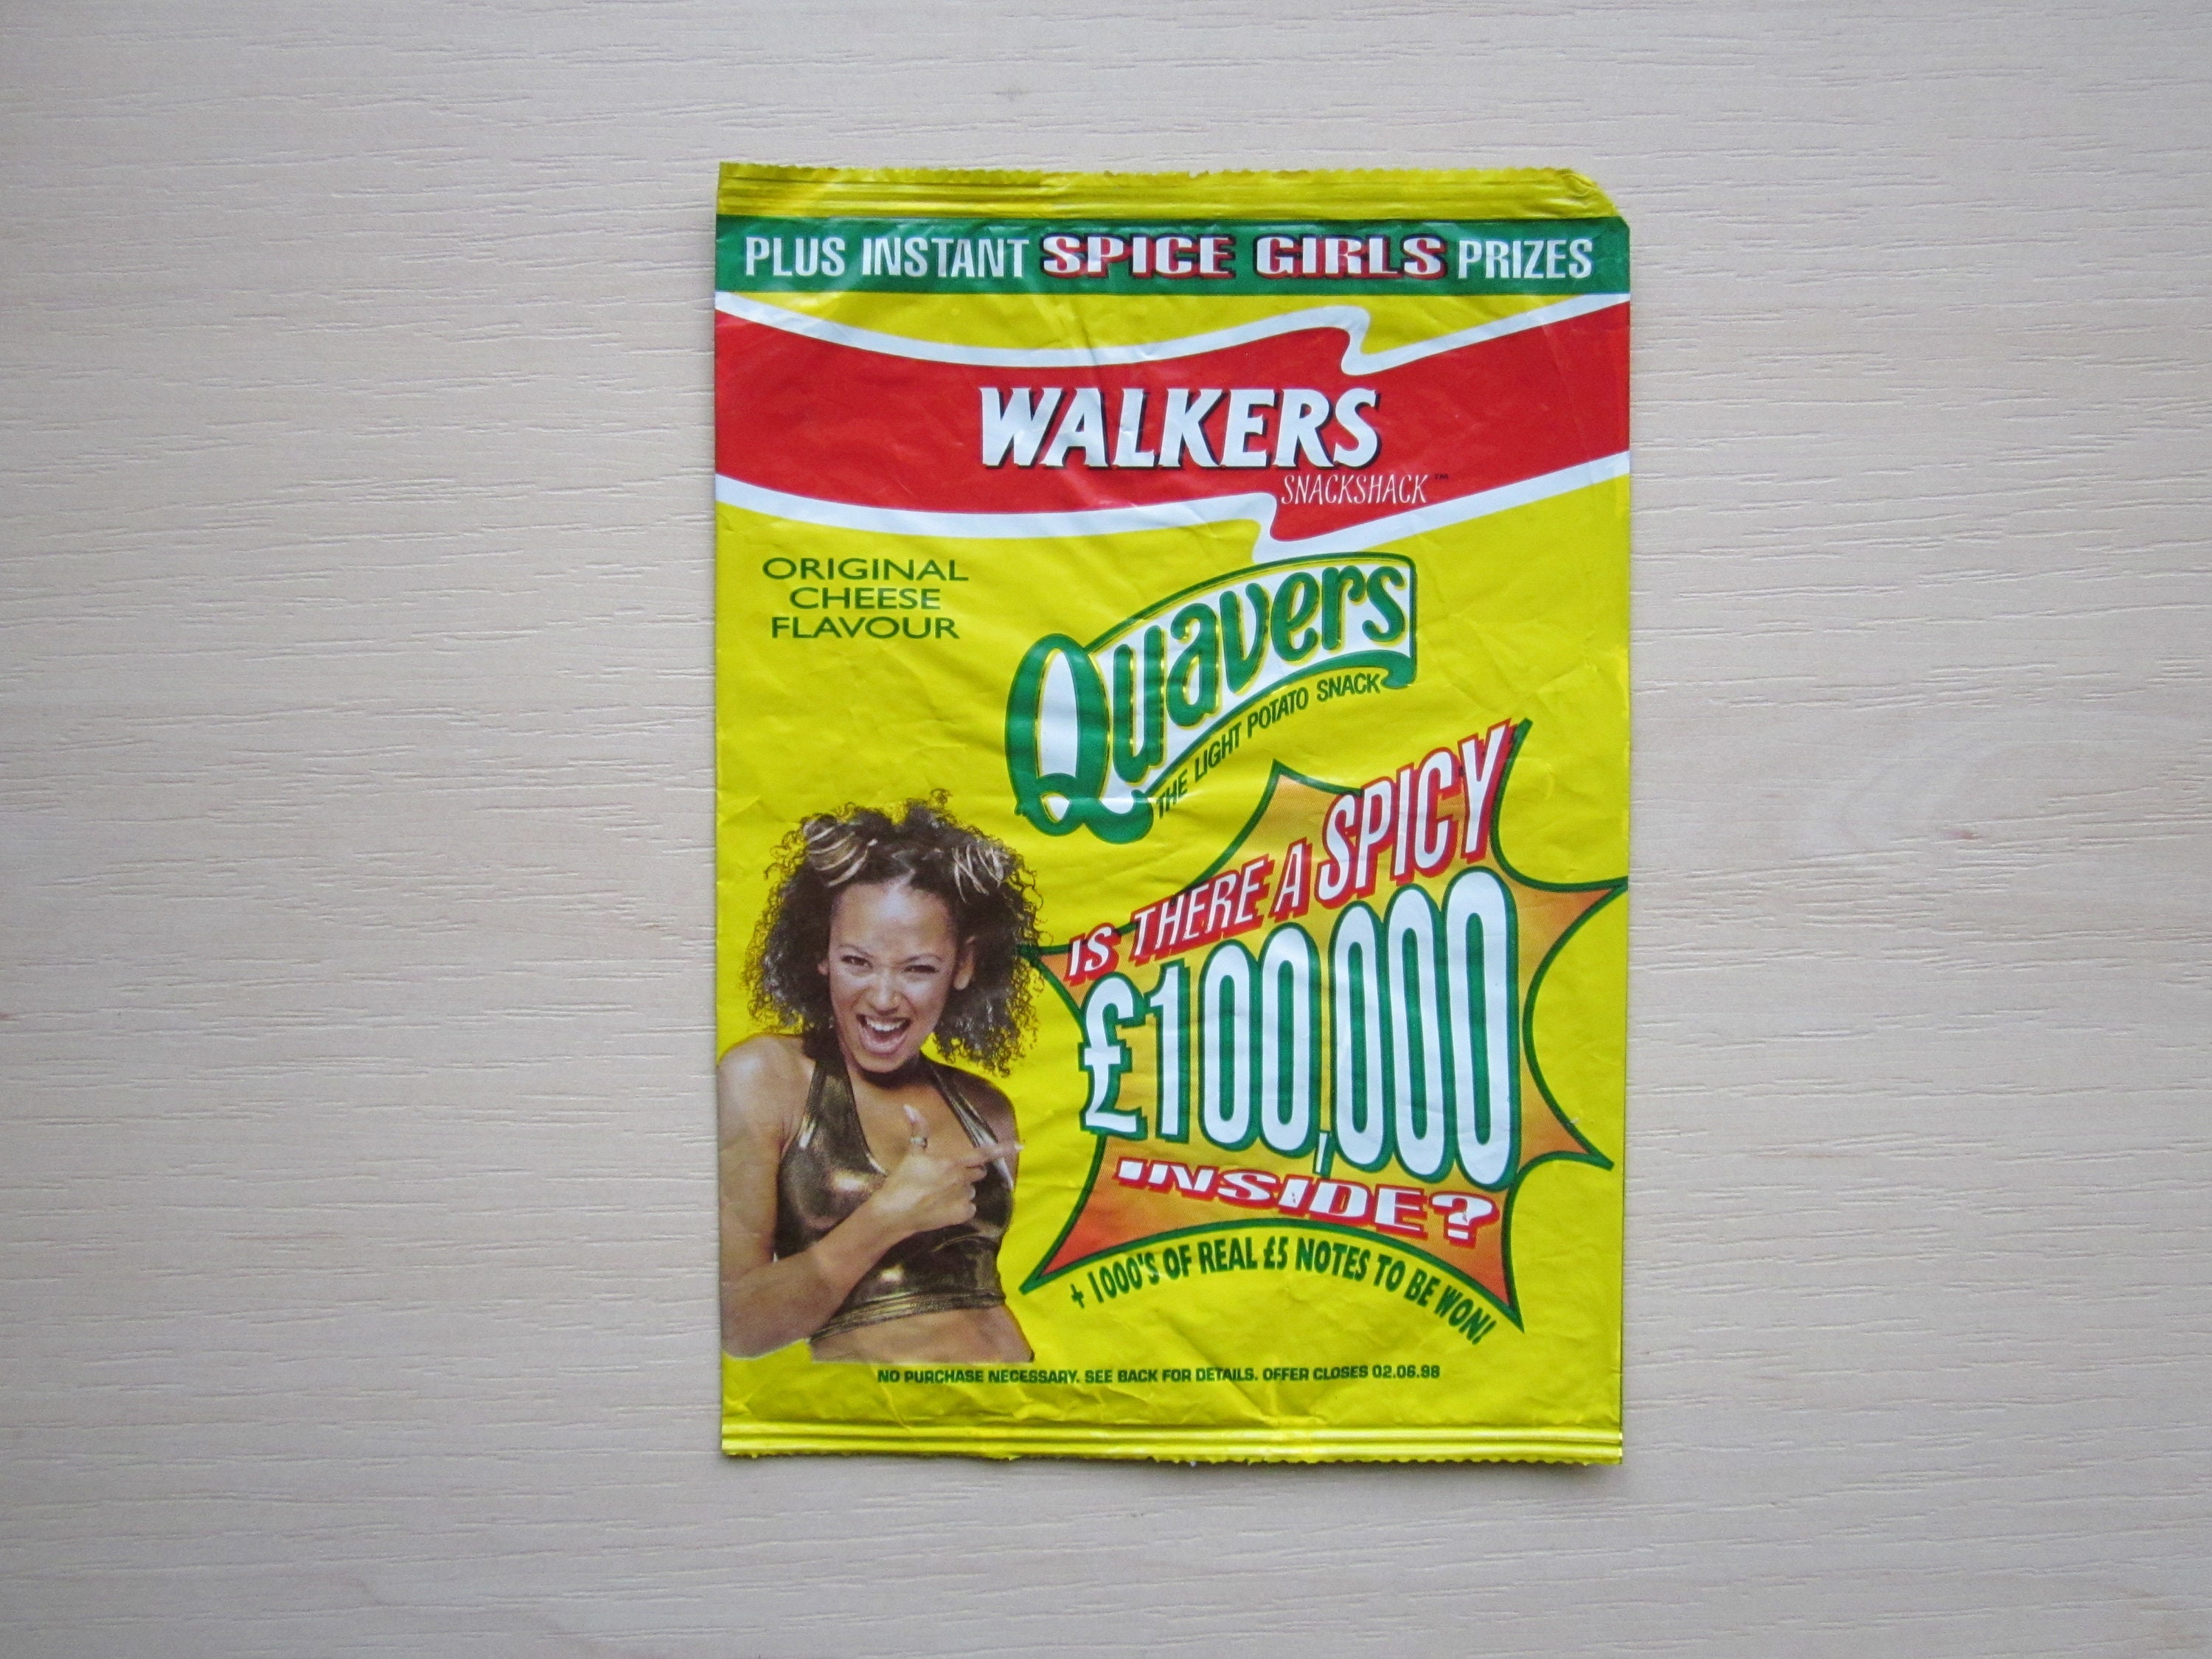 PLUS INSTANT SPICE GIRLS PRIZES
WALKERS
SNACKSHACK™
ORIGINAL
CHEESE
FLAVOUR
Quavers
THE LIGHT POTATO SNACK
IS THERE A SPICY
£100,000
INSIDE?
+ 1000'S OF REAL £5 NOTES TO BE WON!
NO PURCHASE NECESSARY. SEE BACK FOR DETAILS. OFFER CLOSES 02.06.98